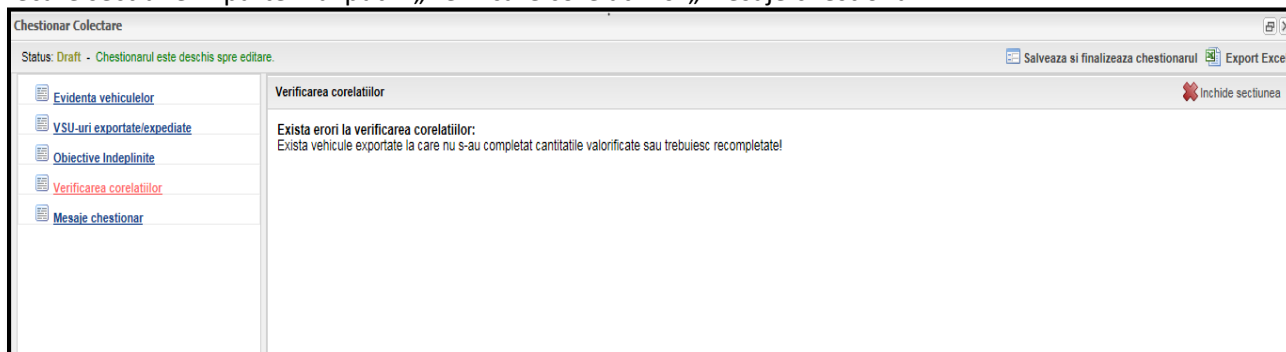 Chestionar Colectare
Status: Draft - Chestionarul este deschis spre editare.
Salveaza si finalizeaza chestionarul Export Excel
Evidenta vehiculelor
VSU-uri exportate/expediate
Obiective Indeplinite
Verificarea corelatiilor
Mesaje chestionar
Verificarea corelatiilor
Inchide sectiunea
Exista erori la verificarea corelatiilor:
Exista vehicule exportate la care nu s-au completat cantitatile valorificate sau trebuiesc recompletate!